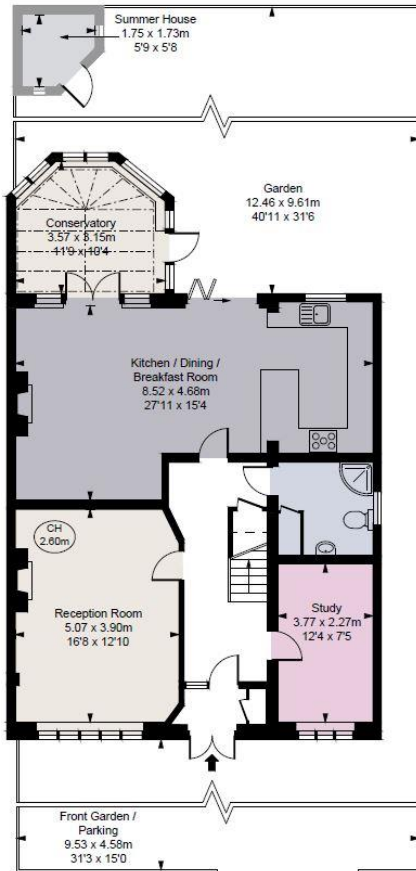 Summer House
1.75 x 1.73m
5'9 x 5'8
Garden
12.46 x 9.61m
40'11 x 31'6
Conservatory
3.57 x 3.15m
11'9 x 10'4
Kitchen / Dining /
Breakfast Room
8.52 x 4.68m
27'11 x 15'4
CH
2.60m
Reception Room
5.07 x 3.90m
16'8 x 12'10
Study
3.77 x 2.27m
12'4 x 7'5
Front Garden /
Parking
9.53 x 4.58m
31'3 x 15'0